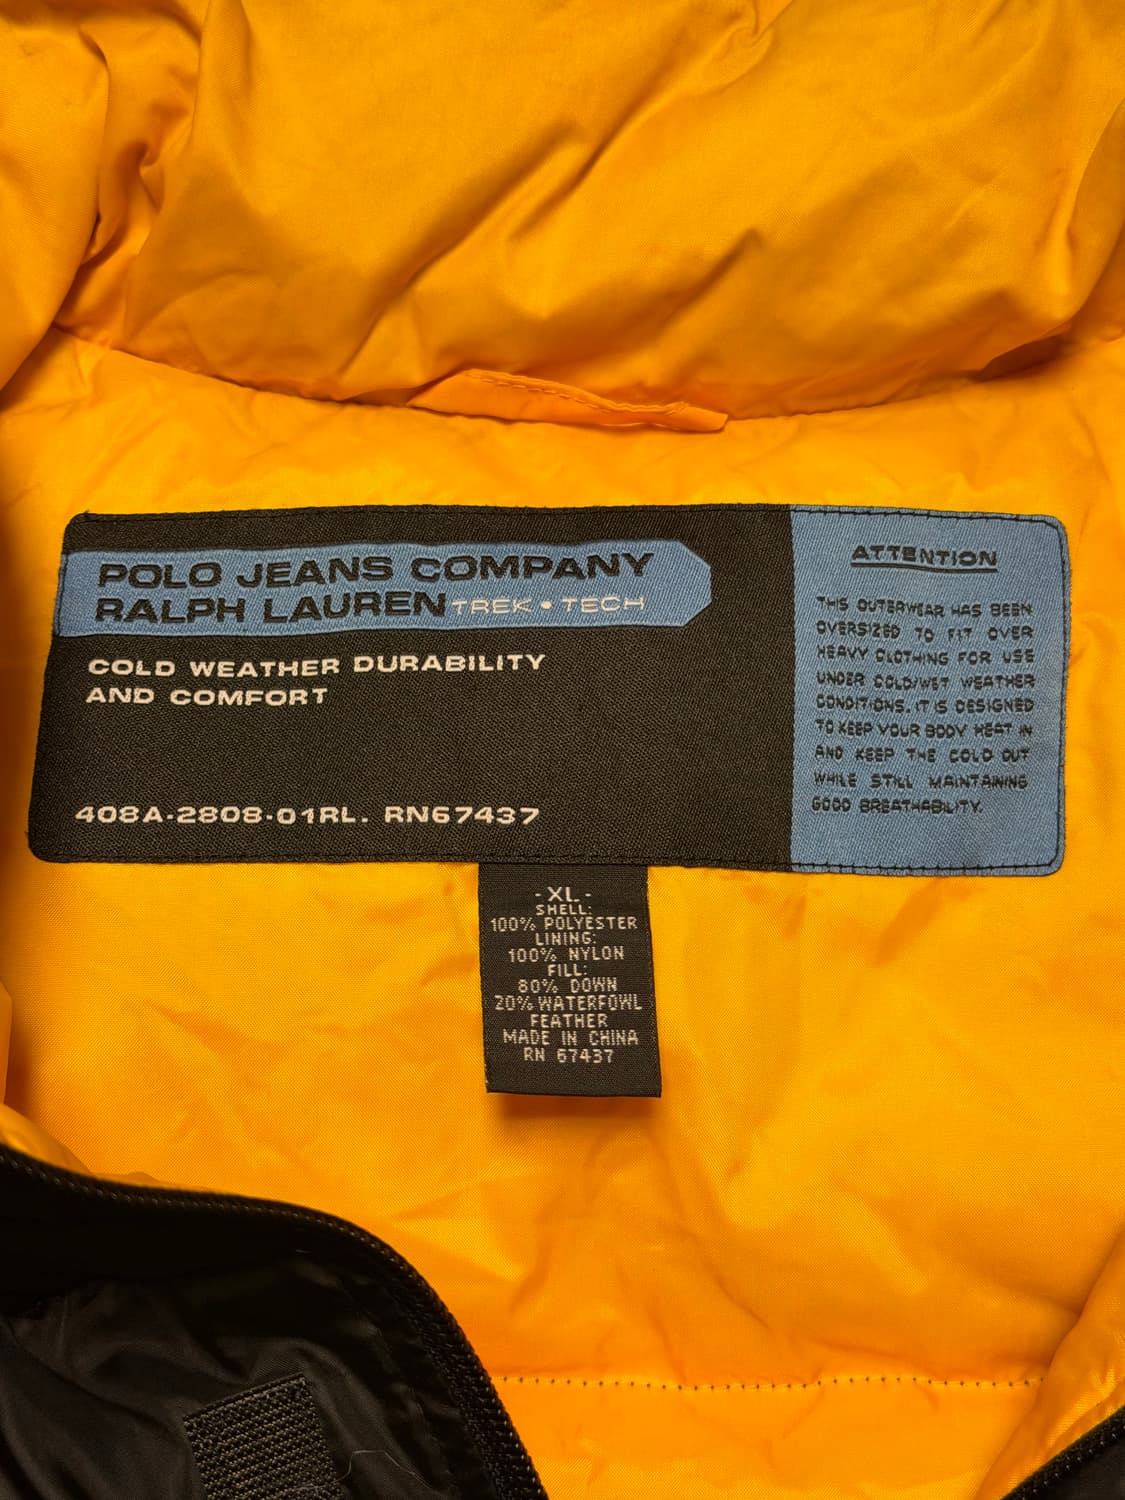 POLO JEANS COMPANY
RALPH LAUREN TREK • TECH
COLD WEATHER DURABILITY
AND COMFORT
408A-2808-01RL. RN67437
ATTENTION
THIS OUTERWEAR HAS BEEN
OVERSIZED TO FIT OVER
HEAVY CLOTHING FOR USE
UNDER COLD/WET WEATHER
CONDITIONS. IT IS DESIGNED
TO KEEP YOUR BODY HEAT IN
AND KEEP THE COLD OUT
WHILE STILL MAINTAINING
GOOD BREATHABILITY.
- XL -
SHELL:
100% POLYESTER
LINING:
100% NYLON
FILL:
80% DOWN
20% WATERFOWL
FEATHER
MADE IN CHINA
RN 67437